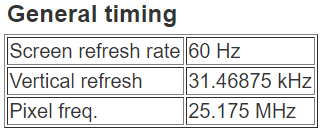 General timing
Screen refresh rate 60 Hz
Vertical refresh 31.46875 kHz
Pixel freq. 25.175 MHz